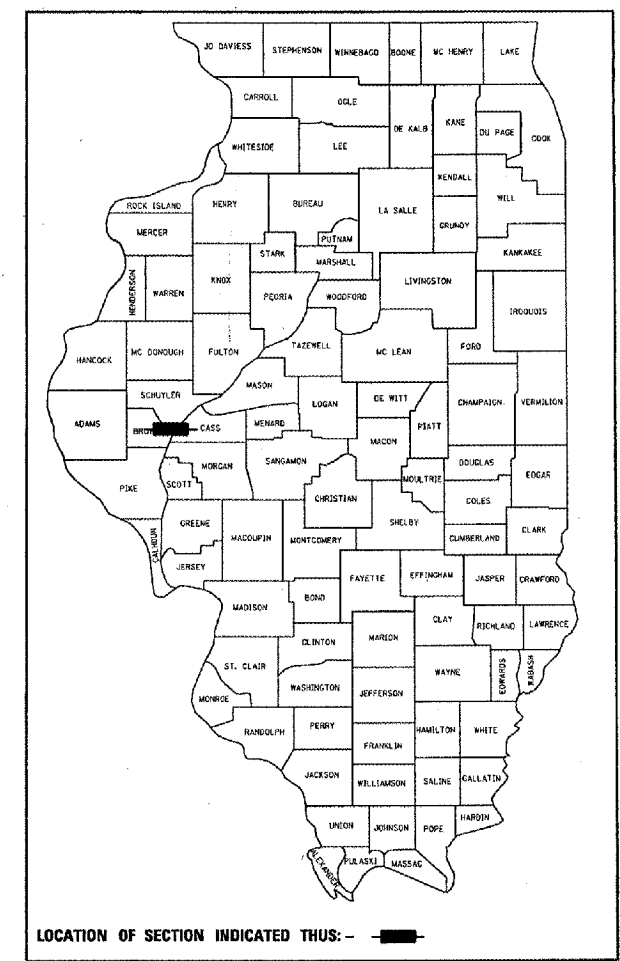 JO DAVIESS STEPHENSON WINNEBAGO BOONE MC HENRY LAKE
CARROLL OGLE DE KALB KANE DU PAGE COOK
WHITESIDE LEE
KENDALL
ROCK ISLAND HENRY BUREAU LA SALLE GRUNDY WILL
MERCER PUTNAM
STARK MARSHALL KANKAKEE
HENDERSON WARREN KNOX PEORIA WOODFORD LIVINGSTON IROQUOIS
HANCOCK MC DONOUGH FULTON TAZEWELL MC LEAN FORD
MASON
SCHUYLER LOGAN DE WITT CHAMPAIGN VERMILION
ADAMS CASS MENARD MACON PIATT
PIKE SCOTT MORGAN SANGAMON MOULTRIE DOUGLAS EDGAR
CHRISTIAN COLES
CALHOUN GREENE MACOUPIN MONTGOMERY SHELBY CUMBERLAND CLARK
JERSEY FAYETTE EFFINGHAM JASPER CRAWFORD
MADISON BOND
CLAY RICHLAND LAWRENCE
CLINTON MARION
ST. CLAIR WAYNE EDWARDS WABASH
WASHINGTON JEFFERSON
MONROE
RANDOLPH PERRY HAMILTON WHITE
FRANKLIN
JACKSON WILLIAMSON SALINE GALLATIN
UNION JOHNSON POPE HARDIN
ALEXANDER PULASKI MASSAC
LOCATION OF SECTION INDICATED THUS: -